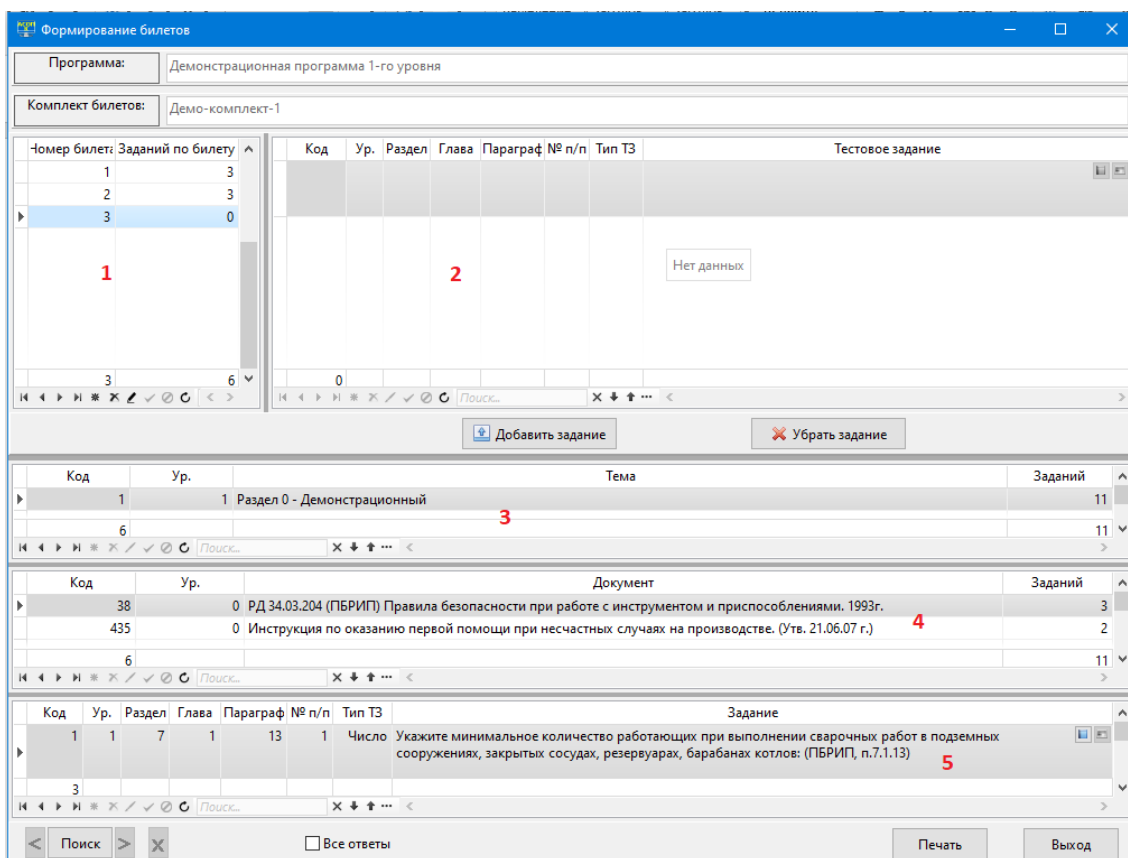 Формирование билетов
Программа: Демонстрационная программа 1-го уровня
Комплект билетов: Демо-комплект-1
Номер билета Заданий по билету
1 3
2 3
3 0
1
3 6
Код Ур. Раздел Глава Параграф № п/п Тип ТЗ Тестовое задание
Нет данных
2
0
Поиск...
Добавить задание Убрать задание
Код Ур. Тема Заданий
1 1 Раздел 0 - Демонстрационный 11
3
6 11
Поиск...
Код Ур. Документ Заданий
38 0 РД 34.03.204 (ПБРИП) Правила безопасности при работе с инструментом и приспособлениями. 1993г. 3
435 0 Инструкция по оказанию первой помощи при несчастных случаях на производстве. (Утв. 21.06.07 г.) 2
4
6 11
Поиск...
Код Ур. Раздел Глава Параграф № п/п Тип ТЗ Задание
1 1 7 1 13 1 Число Укажите минимальное количество работающих при выполнении сварочных работ в подземных
сооружениях, закрытых сосудах, резервуарах, барабанах котлов: (ПБРИП, п.7.1.13)
5
3
Поиск...
< Поиск > X Все ответы Печать Выход